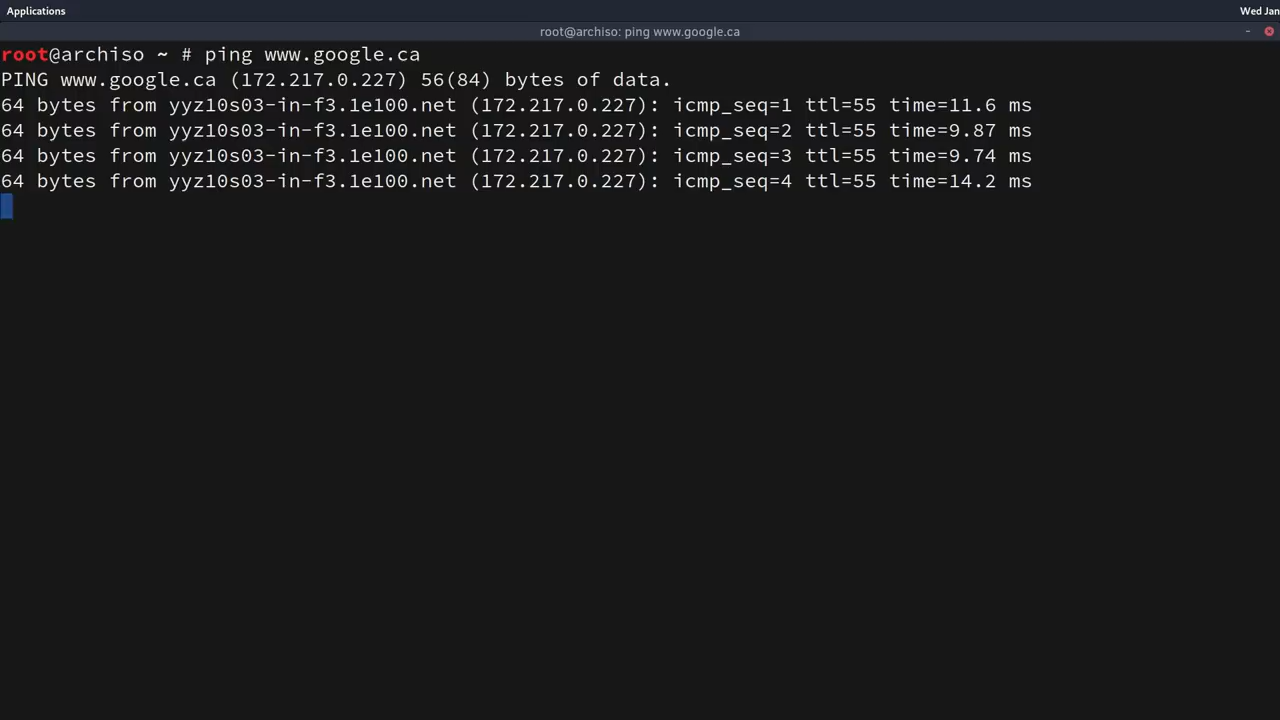 Applications
Wed Jan
root@archiso: ping www.google.ca
root@archiso ~ # ping www.google.ca
PING www.google.ca (172.217.0.227) 56(84) bytes of data.
64 bytes from yyz10s03-in-f3.1e100.net (172.217.0.227): icmp_seq=1 ttl=55 time=11.6 ms
64 bytes from yyz10s03-in-f3.1e100.net (172.217.0.227): icmp_seq=2 ttl=55 time=9.87 ms
64 bytes from yyz10s03-in-f3.1e100.net (172.217.0.227): icmp_seq=3 ttl=55 time=9.74 ms
64 bytes from yyz10s03-in-f3.1e100.net (172.217.0.227): icmp_seq=4 ttl=55 time=14.2 ms